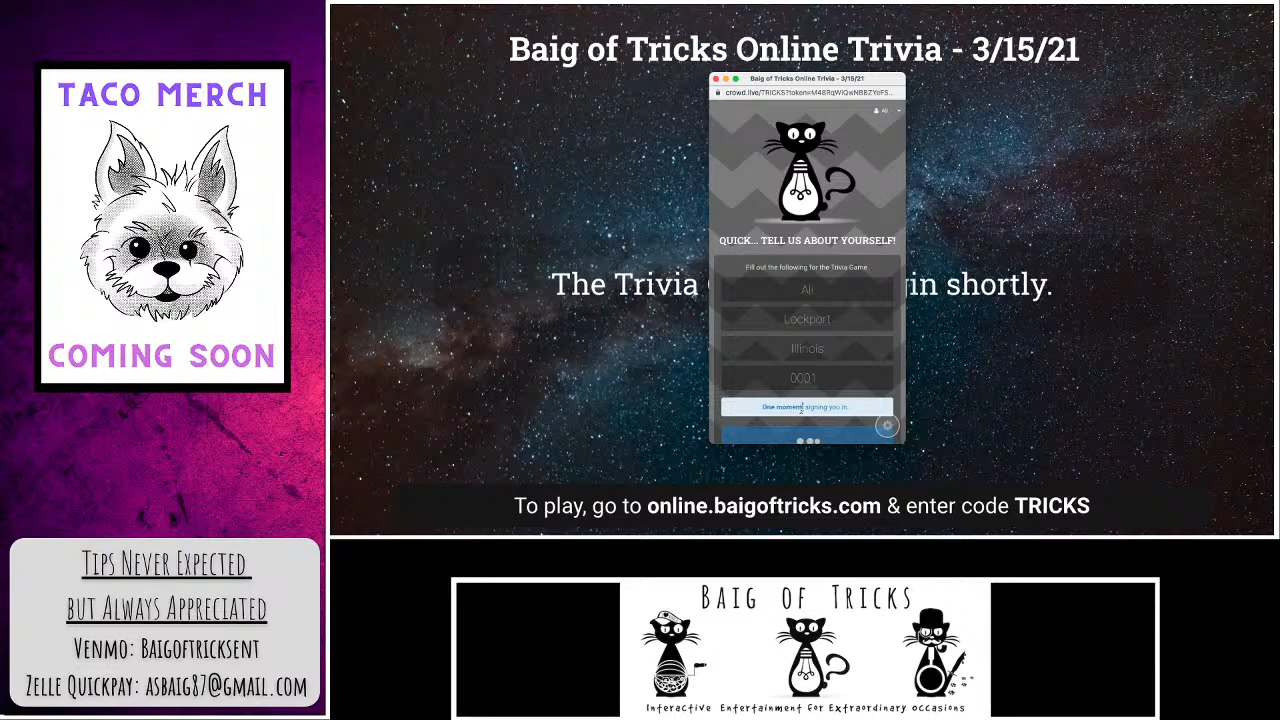 TACO MERCH
COMING SOON
TIPS NEVER EXPECTED
BUT ALWAYS APPRECIATED
VENMO: BAIGOFTRICKSENT
ZELLE QUICKPAY: ASBAIG87@GMAIL.COM
Baig of Tricks Online Trivia - 3/15/21
Baig of Tricks Online Trivia - 3/15/21
Ali
QUICK... TELL US ABOUT YOURSELF!
Fill out the following for the Trivia Game.
The Trivia
shortly.
Ali
Lockport
Illinois
0001
One moment signing you in.
To play, go to online.baigoftricks.com & enter code TRICKS
BAIG OF TRICKS
Interactive Entertainment for Extraordinary Occasions